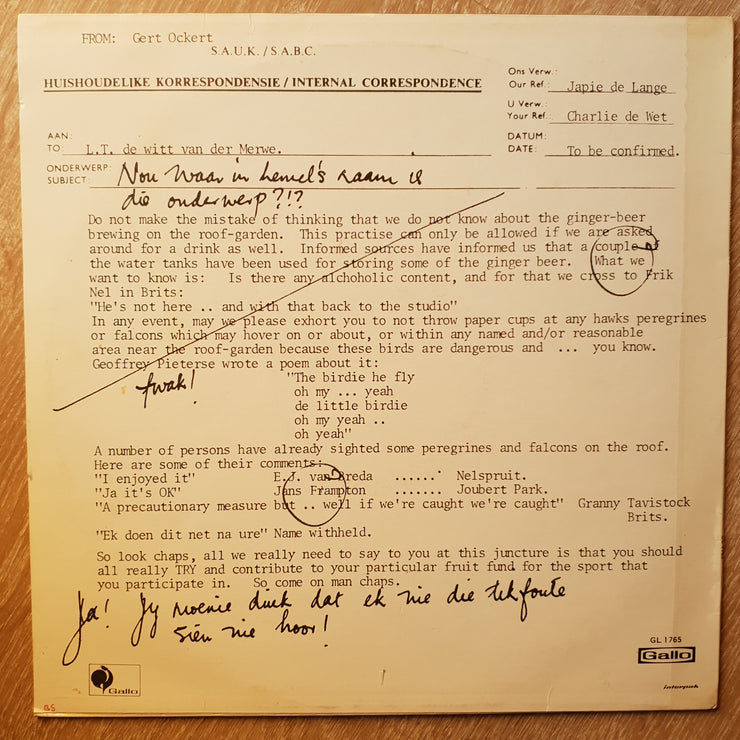 FROM: Gert Ockert
S.A.U.K. / S.A.B.C.
HUISHOUDELIKE KORRESPONDENSIE / INTERNAL CORRESPONDENCE
Ons Verw.:
Our Ref.: Japie de Lange
U Verw.:
Your Ref.: Charlie de Wet
AAN:
TO L.T. de witt van der Merwe.
DATUM:
DATE: To be confirmed.
ONDERWERP:
SUBJECT: Nou waar in hemel's naam is
die onderwerp?!?
Do not make the mistake of thinking that we do not know about the ginger-beer
brewing on the roof-garden. This practise can only be allowed if we are asked
around for a drink as well. Informed sources have informed us that a couple of
the water tanks have been used for storing some of the ginger beer. What we
want to know is: Is there any alchoholic content, and for that we cross to Frik
Nel in Brits:
"He's not here .. and with that back to the studio"
In any event, may we please exhort you to not throw paper cups at any hawks peregrines
or falcons which may hover on or about, or within any named and/or reasonable
area near the roof-garden because these birds are dangerous and ... you know.
Geoffrey Pieterse wrote a poem about it:
fwak!
"The birdie he fly
oh my ... yeah
de little birdie
oh my yeah ..
oh yeah"
A number of persons have already sighted some peregrines and falcons on the roof.
Here are some of their comments:
"I enjoyed it" E.J. van Breda ...... Nelspruit.
"Ja it's OK" Jans Frampton ....... Joubert Park.
"A precautionary measure but .. well if we're caught we're caught" Granny Tavistock
Brits.
"Ek doen dit net na ure" Name withheld.
So look chaps, all we really need to say to you at this juncture is that you should
all really TRY and contribute to your particular fruit fund for the sport that
you participate in. So come on man chaps.
Ja! Jy moenie dink dat ek nie die tikfoute
sien nie hoor!
GL 1765
Gallo
Gallo
interpak
GS